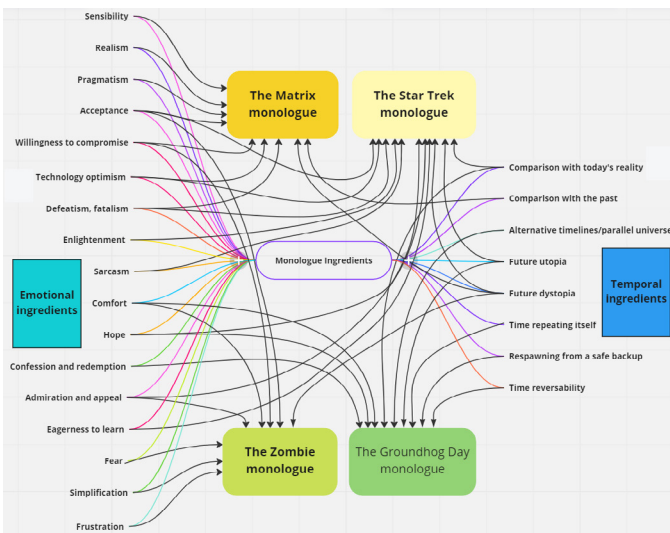 Sensibility
Realism
Pragmatism
Acceptance
Willingness to compromise
Technology optimism
Defeatism, fatalism
Enlightenment
Sarcasm
Comfort
Hope
Confession and redemption
Admiration and appeal
Eagerness to learn
Fear
Simplification
Frustration
Emotional
ingredients
The Matrix
monologue
The Star Trek
monologue
Monologue Ingredients
The Zombie
monologue
The Groundhog Day
monologue
Comparison with today's reality
Comparison with the past
Alternative timelines/parallel universe
Future utopia
Future dystopia
Time repeating itself
Respawning from a safe backup
Time reversability
Temporal
ingredients